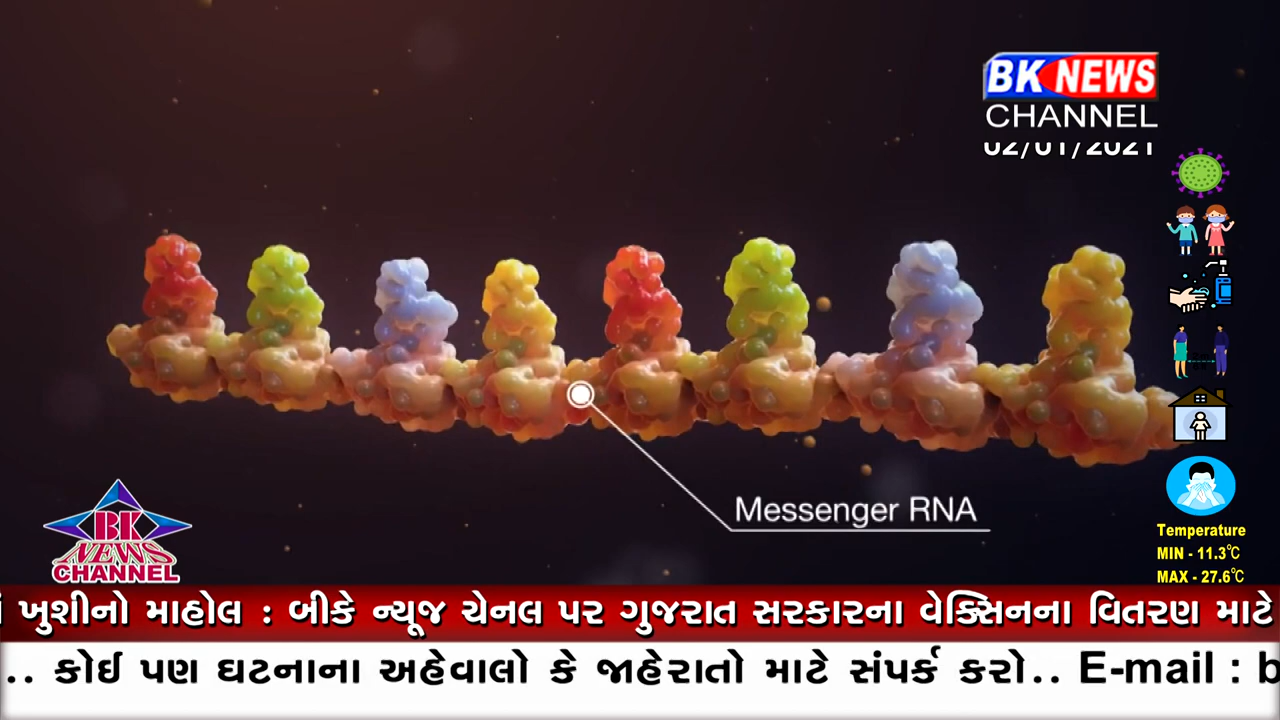 BK NEWS
CHANNEL
02/01/2021
Messenger RNA
BK
NEWS
CHANNEL
Temperature
MIN - 11.3℃
MAX - 27.6℃
ખુશીનો માહોલ : બીકે ન્યૂજ ચેનલ પર ગુજરાત સરકારના વેક્સિનના વિતરણ માટે
.. કોઈ પણ ઘટનાના અહેવાલો કે જાહેરાતો માટે સંપર્ક કરો.. E-mail : b